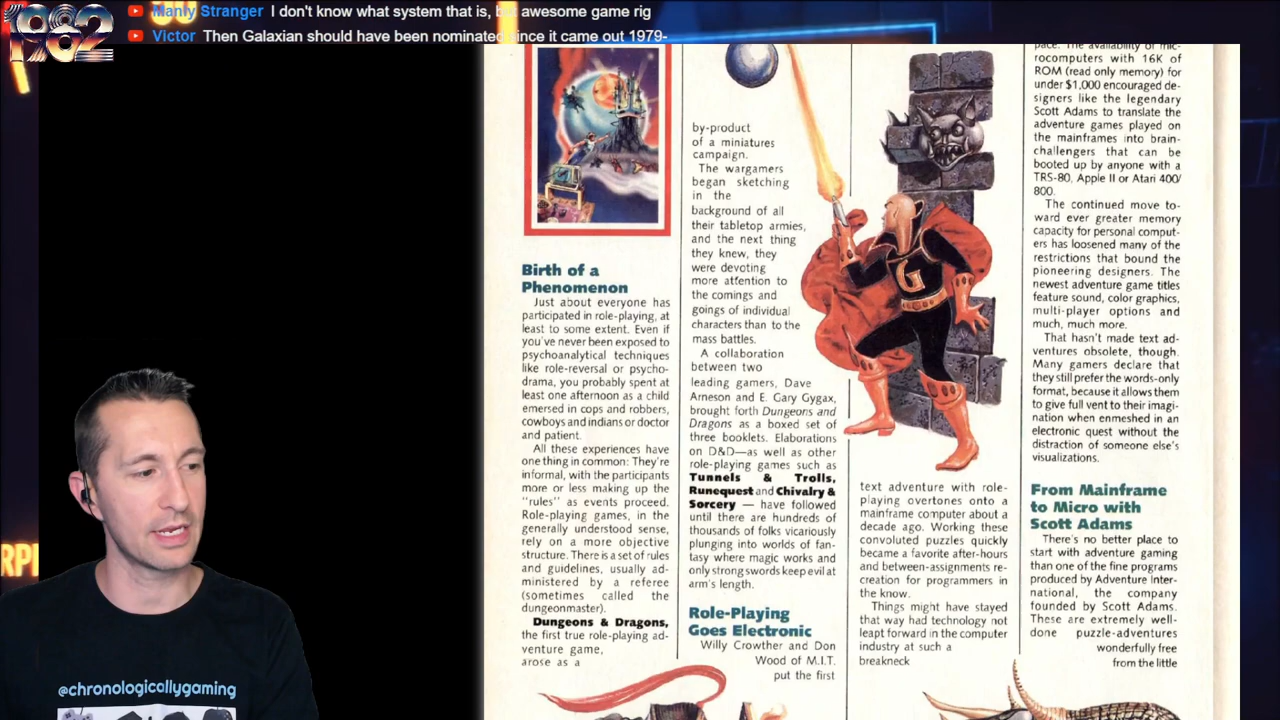 Manly Stranger I don't know what system that is, but awesome game rig
Victor Then Galaxian should have been nominated since it came out 1979-
1982
Birth of a
Phenomenon
Just about everyone has
participated in role-playing, at
least to some extent. Even if
you've never been exposed to
psychoanalytical techniques
like role-reversal or psycho-
drama, you probably spent at
least one afternoon as a child
emersed in cops and robbers,
cowboys and indians or doctor
and patient.
All these experiences have
one thing in common: They're
informal, with the participants
more or less making up the
"rules" as events proceed.
Role-playing games, in the
generally understood sense,
rely on a more objective
structure. There is a set of rules
and guidelines, usually ad-
ministered by a referee
(sometimes called the
dungeonmaster).
Dungeons & Dragons,
the first true role-playing ad-
venture game,
arose as a
by-product
of a miniatures
campaign.
The wargamers
began sketching
in the
background of all
their tabletop armies,
and the next thing
they knew, they
were devoting
more attention to
the comings and
goings of individual
characters than to the
mass battles.
A collaboration
between two
leading gamers, Dave
Arneson and E. Gary Gygax,
brought forth Dungeons and
Dragons as a boxed set of
three booklets. Elaborations
on D&D—as well as other
role-playing games such as
Tunnels & Trolls,
Runequest and Chivalry &
Sorcery — have followed
until there are hundreds of
thousands of folks vicariously
plunging into worlds of fan-
tasy where magic works and
only strong swords keep evil at
arm's length.
Role-Playing
Goes Electronic
Willy Crowther and Don
Wood of M.I.T.
put the first
G
text adventure with role-
playing overtones onto a
mainframe computer about a
decade ago. Working these
convoluted puzzles quickly
became a favorite after-hours
and between-assignments re-
creation for programmers in
the know.
Things might have stayed
that way had technology not
leapt forward in the computer
industry at such a
breakneck
pace. The availability of mic-
rocomputers with 16K of
ROM (read only memory) for
under $1,000 encouraged de-
signers like the legendary
Scott Adams to translate the
adventure games played on
the mainframes into brain-
challengers that can be
booted up by anyone with a
TRS-80, Apple II or Atari 400/
800.
The continued move to-
ward ever greater memory
capacity for personal comput-
ers has loosened many of the
restrictions that bound the
pioneering designers. The
newest adventure game titles
feature sound, color graphics,
multi-player options and
much, much more.
That hasn't made text ad-
ventures obsolete, though.
Many gamers declare that
they still prefer the words-only
format, because it allows them
to give full vent to their imagi-
nation when enmeshed in an
electronic quest without the
distraction of someone else's
visualizations.
From Mainframe
to Micro with
Scott Adams
There's no better place to
start with adventure gaming
than one of the fine programs
produced by Adventure Inter-
national, the company
founded by Scott Adams.
These are extremely well-
done puzzle-adventures
wonderfully free
from the little
@chronologicallygaming